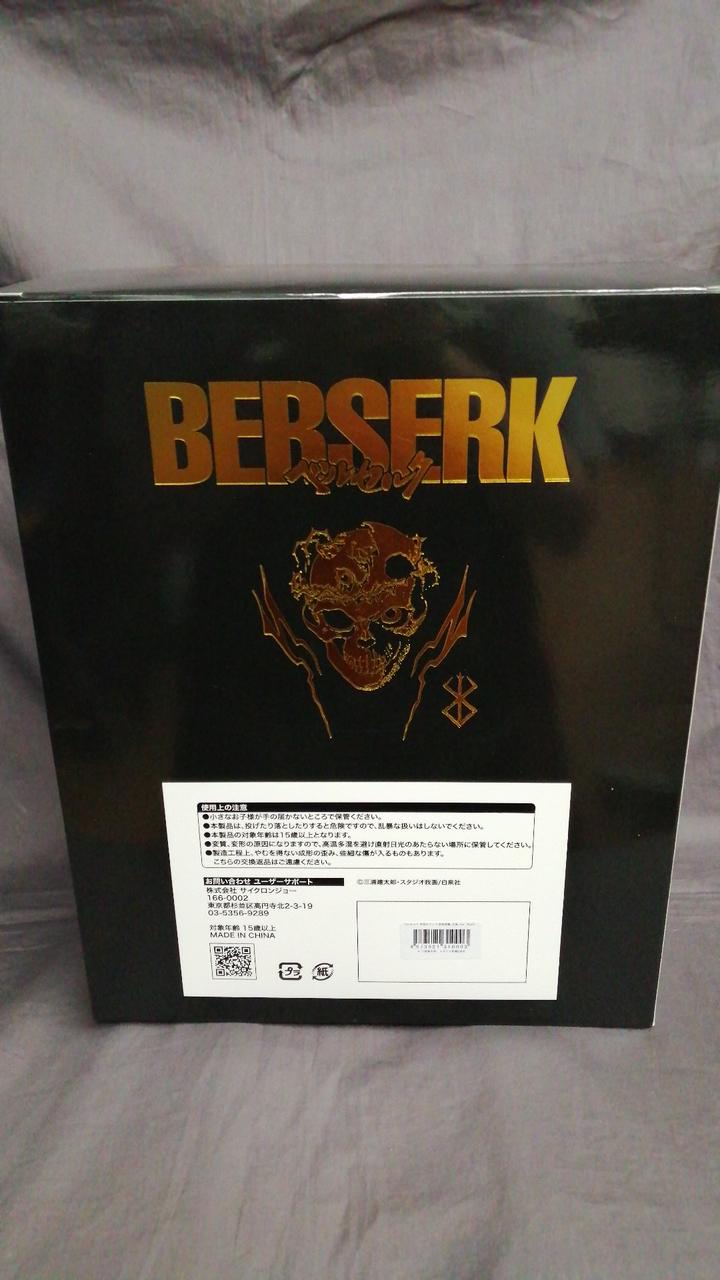 BERSERK
ベルセルク
使用上の注意
●小さなお子様が手の届かないところで保管ください。
●本製品は、投げたり落としたりすると危険ですので、乱暴な扱いはしないでください。
●本製品の対象年齢は15歳以上となります。
●変質、変形の原因になりますので、高温多湿を避け直射日光のあたらない場所に保管してください。
●製造工程上、やむを得ない成形の歪み、些細な傷が入るものもあります。
こちらの交換返品はご遠慮ください。
お問い合わせ ユーザーサポート
株式会社 サイクロンジョー
166-0002
東京都杉並区高円寺北2-3-19
03-5356-9289
対象年齢 15歳以上
MADE IN CHINA
プラ
紙
©三浦建太郎・スタジオ我画/白泉社